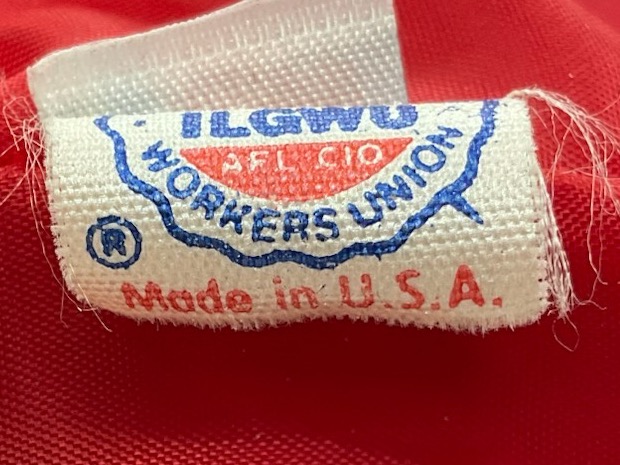 ILGWU
AFL CIO
WORKERS UNION
®
Made in U.S.A.